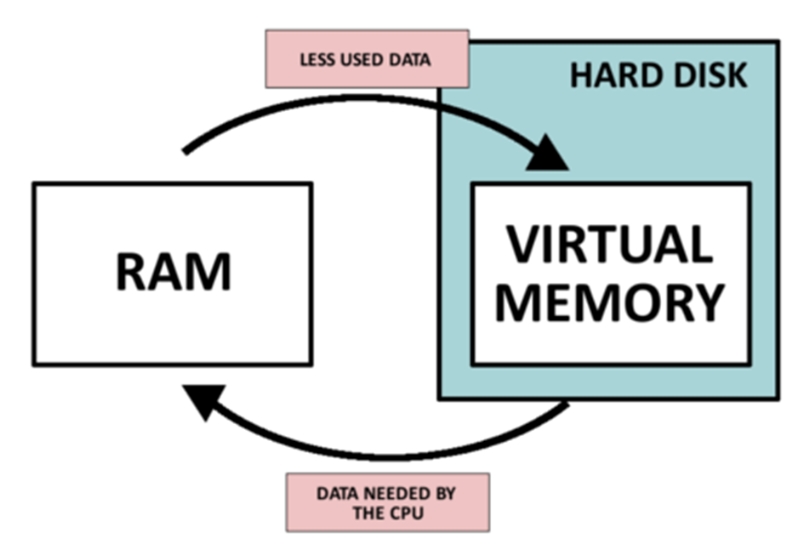 LESS USED DATA
HARD DISK
RAM
VIRTUAL
MEMORY
DATA NEEDED BY
THE CPU